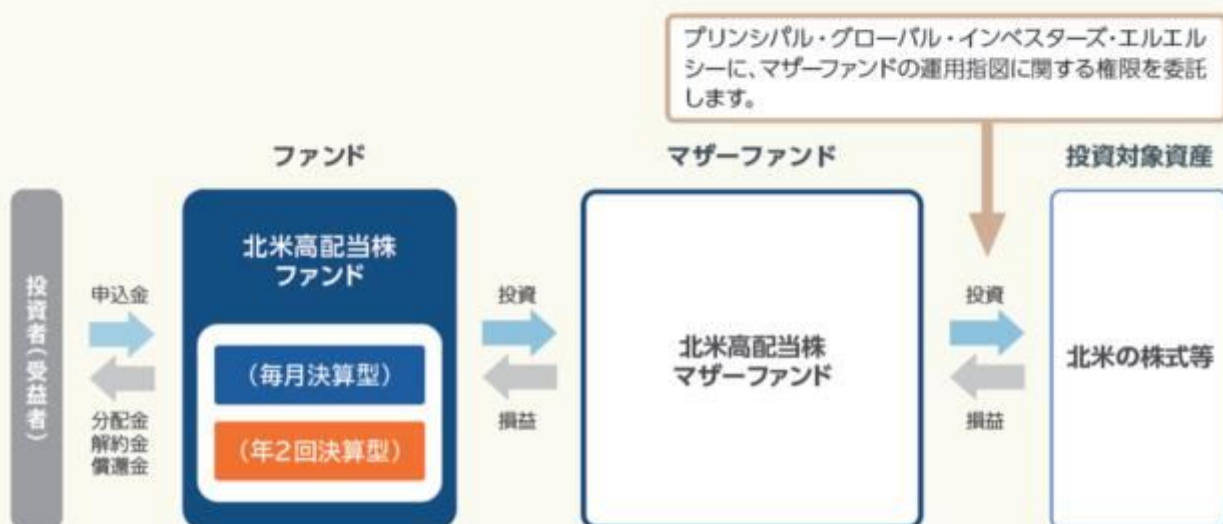 プリンシパル・グローバル・インベスターズ・エルエル
シーに、マザーファンドの運用指図に関する権限を委託
します。
ファンド
マザーファンド
投資対象資産
投資者(受益者)
申込金
分配金
解約金
償還金
北米高配当株
ファンド
(毎月決算型)
(年2回決算型)
投資
損益
北米高配当株
マザーファンド
投資
損益
北米の株式等